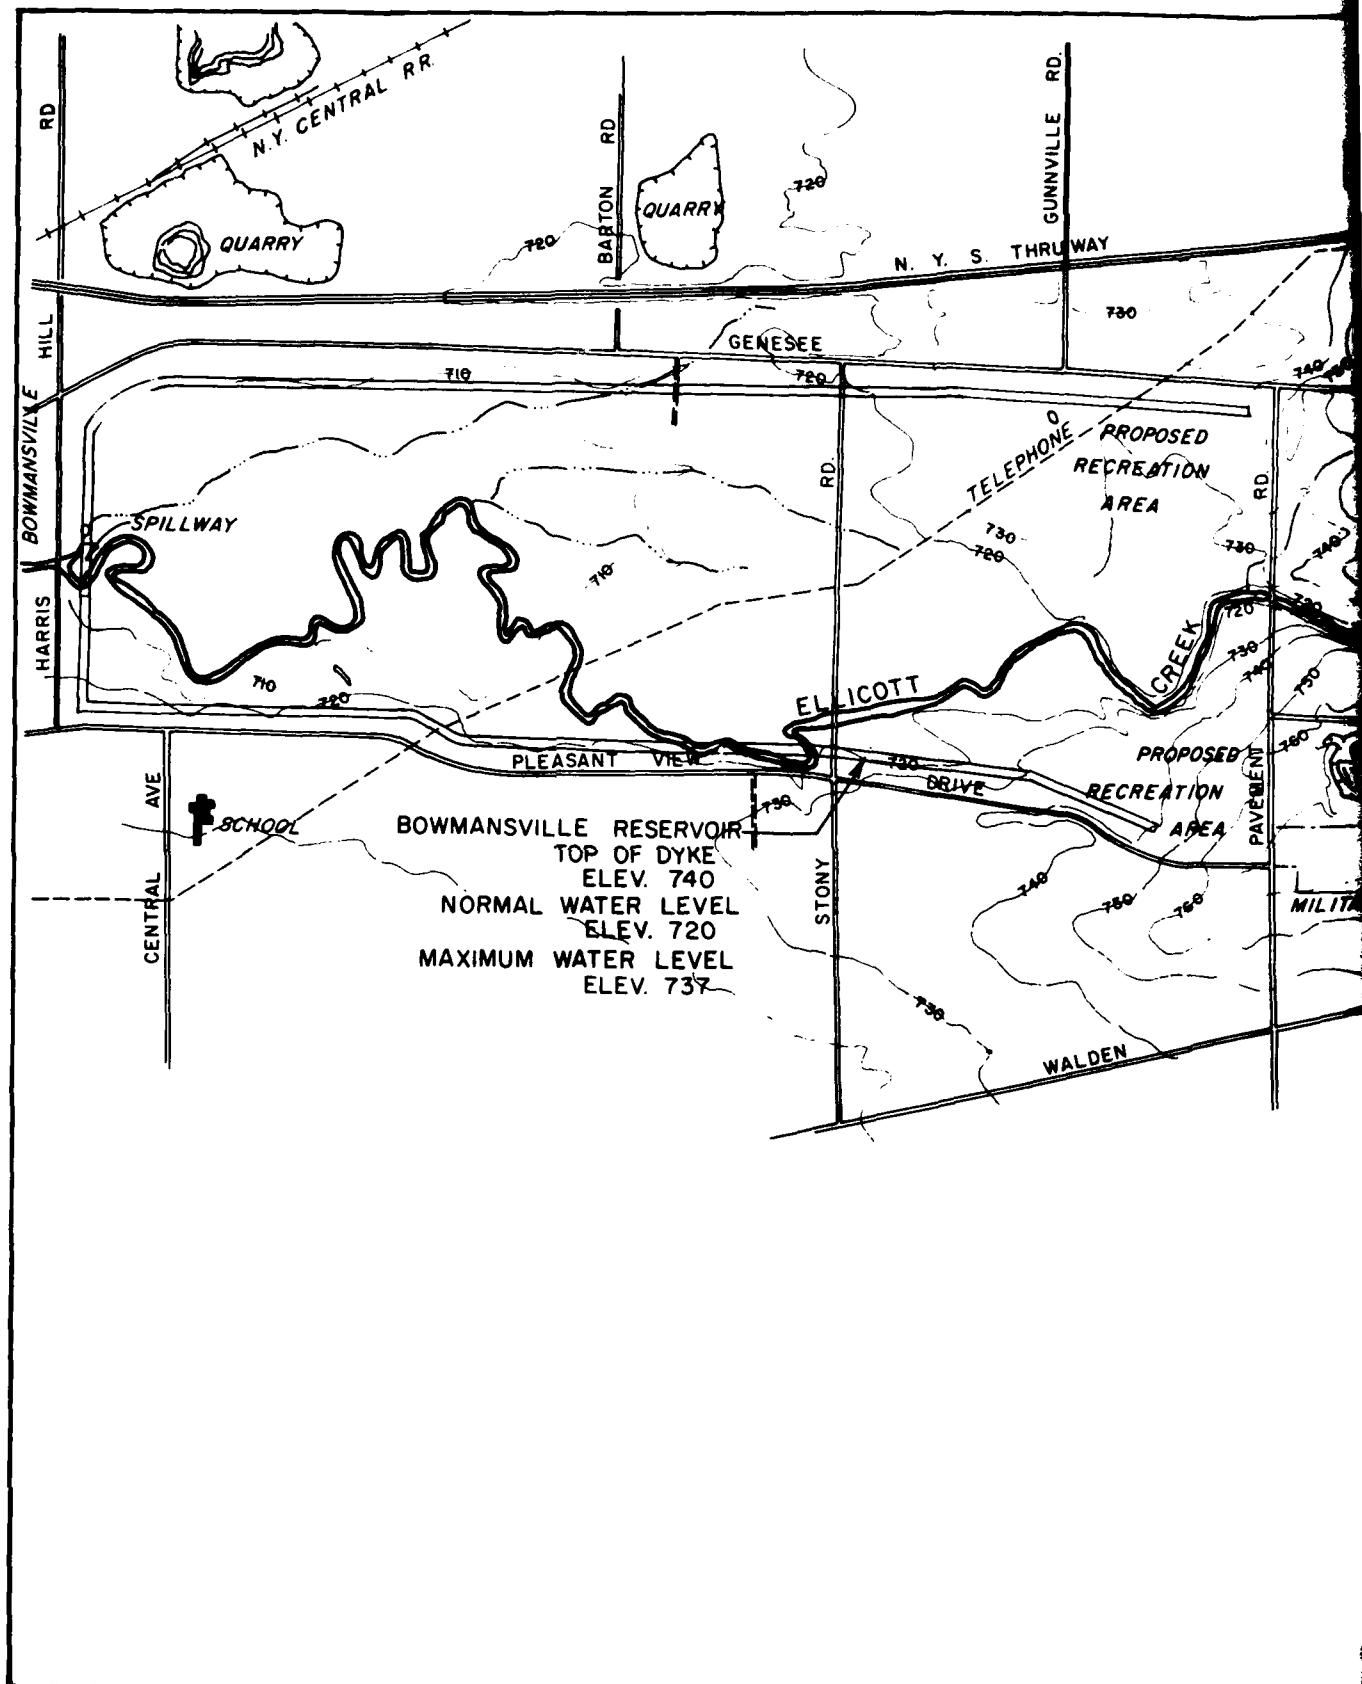 N.Y. CENTRAL RR.
RD
BARTON RD
GUNNVILLE RD.
QUARRY
QUARRY
720
720
N. Y. S. THRUWAY
730
HILL
GENESEE
710
720
740
BOWMANSVILLE
TELEPHONE
PROPOSED
RECREATION
AREA
RD.
RD
SPILLWAY
730
720
730
740
710
HARRIS
720
CREEK
730
740
750
710
720
ELLICOTT
PLEASANT VIEW
720
DRIVE
PROPOSED
RECREATION
AREA
760
PAVEMENT
CENTRAL AVE
SCHOOL
730
BOWMANSVILLE RESERVOIR
TOP OF DYKE
ELEV. 740
NORMAL WATER LEVEL
ELEV. 720
MAXIMUM WATER LEVEL
ELEV. 737
STONY
740
750
760
730
WALDEN